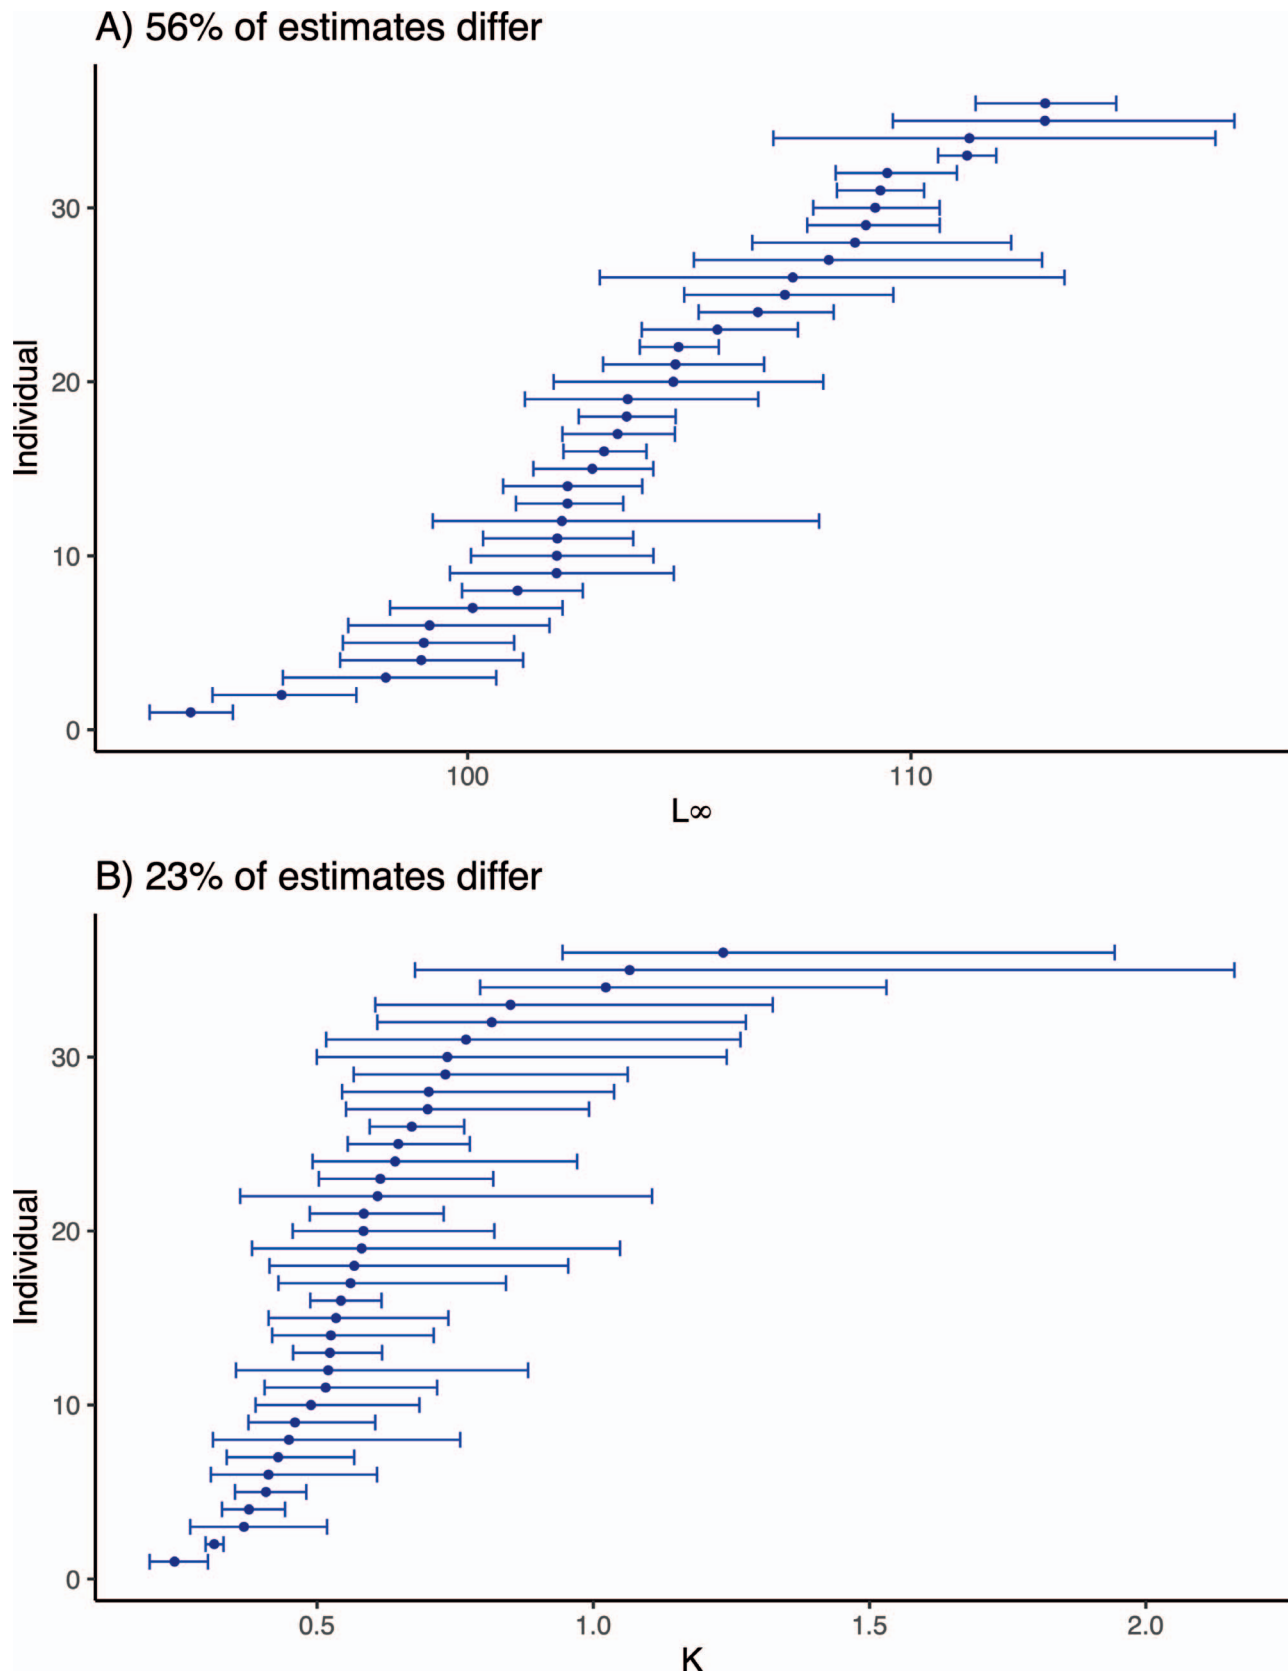 A) 56% of estimates differ
Individual
30
20
10
0
100
110
L∞
B) 23% of estimates differ
Individual
30
20
10
0
0.5
1.0
1.5
2.0
K